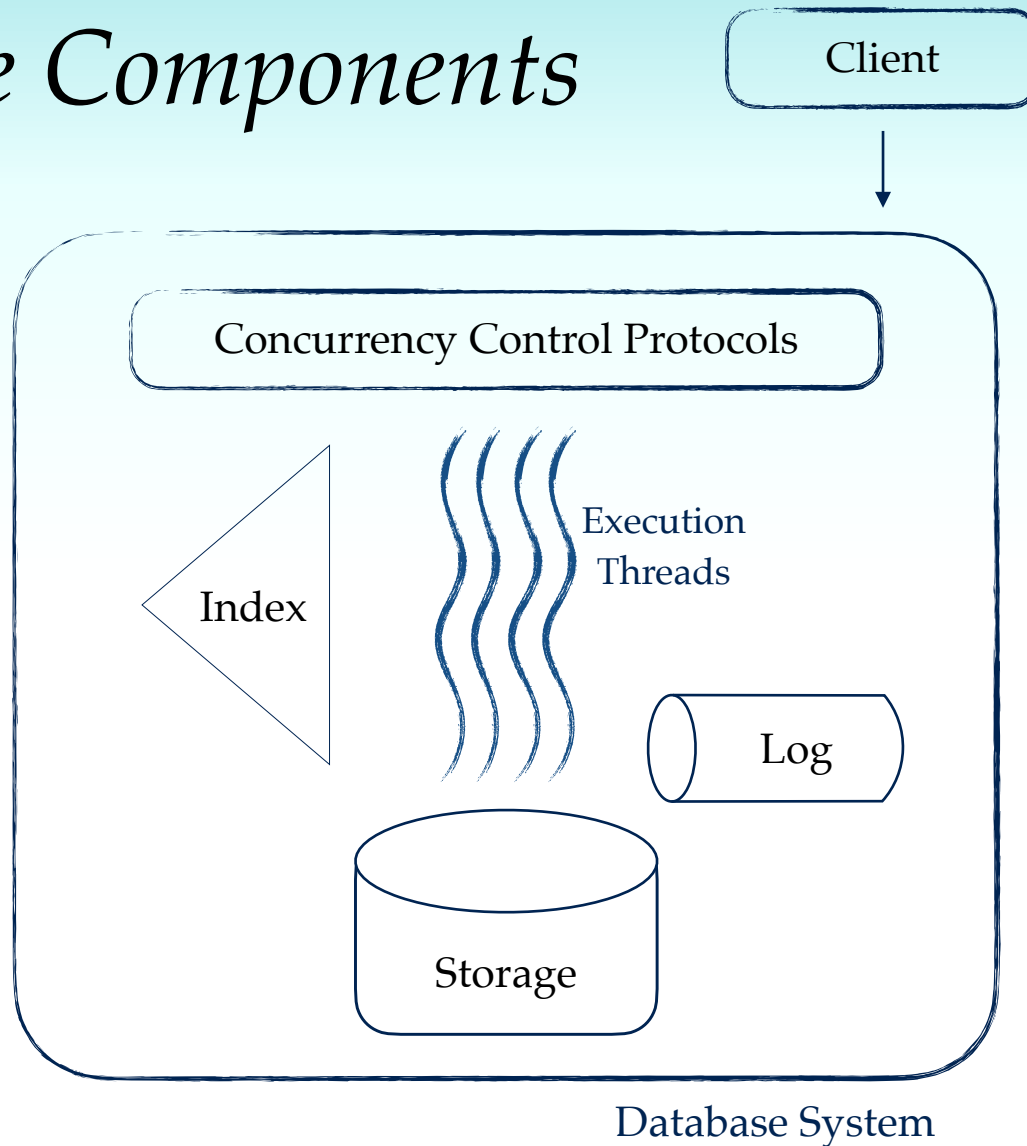 e Components
Client
Concurrency Control Protocols
Execution
Threads
Index
Log
Storage
Database System